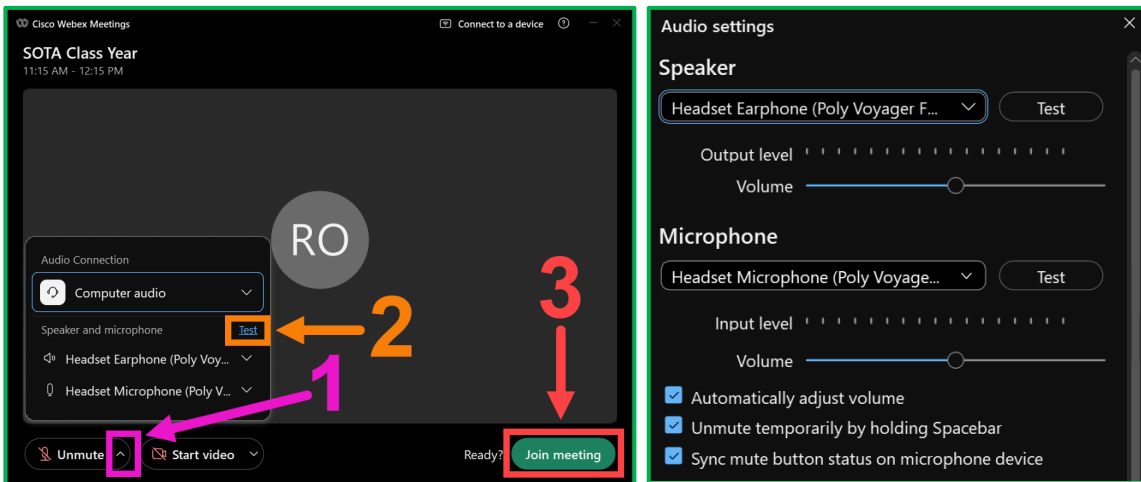 Cisco Webex Meetings
Connect to a device
SOTA Class Year
11:15 AM - 12:15 PM
RO
Audio Connection
Computer audio
Speaker and microphone Test
Headset Earphone (Poly Voy...
Headset Microphone (Poly V...
1
2
3
Unmute
Start video
Ready? Join meeting
Audio settings
Speaker
Headset Earphone (Poly Voyager F... Test
Output level
Volume
Microphone
Headset Microphone (Poly Voyage... Test
Input level
Volume
Automatically adjust volume
Unmute temporarily by holding Spacebar
Sync mute button status on microphone device